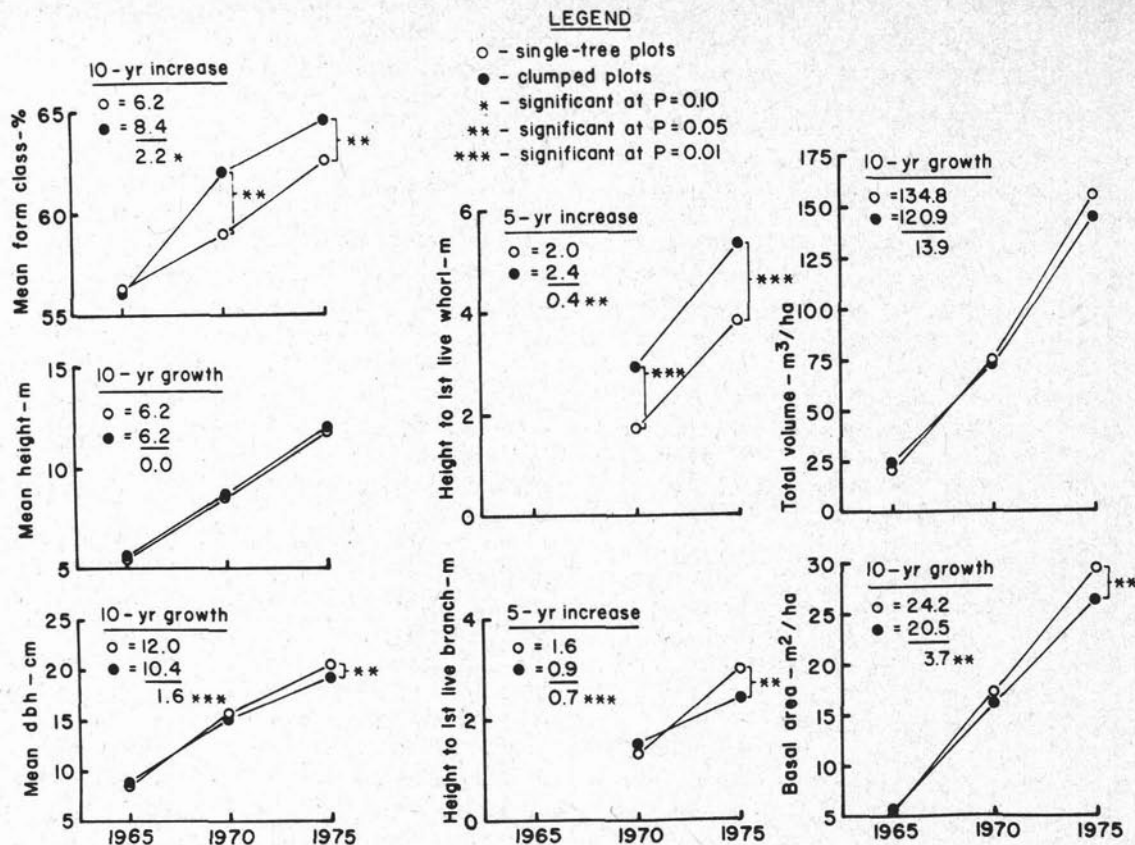 LEGEND
○ - single-tree plots
● - clumped plots
* - significant at P=0.10
** - significant at P=0.05
*** - significant at P=0.01
Mean form class-%
65
60
55
10-yr increase
○ = 6.2
● = 8.4
2.2 *
**
**
Mean height-m
15
10
5
10-yr growth
○ = 6.2
● = 6.2
0.0
Mean dbh - cm
25
20
15
10
5
10-yr growth
○ = 12.0
● = 10.4
1.6 ***
**
1965 1970 1975
Height to 1st live whorl-m
6
4
2
0
5-yr increase
○ = 2.0
● = 2.4
0.4 **
***
***
Height to 1st live branch-m
4
2
0
5-yr increase
○ = 1.6
● = 0.9
0.7 ***
**
1965 1970 1975
Total volume - m³/ha
175
150
125
100
75
50
25
0
10-yr growth
○ = 134.8
● = 120.9
13.9
Basal area - m²/ha
30
25
20
15
10
5
10-yr growth
○ = 24.2
● = 20.5
3.7 **
**
1965 1970 1975